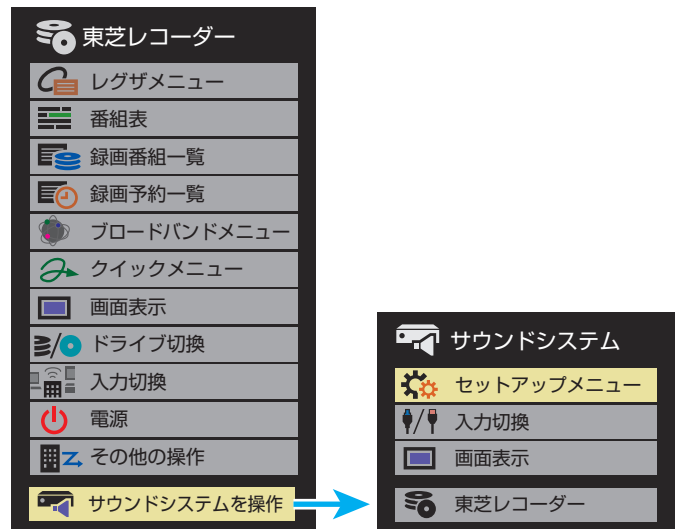 東芝レコーダー
レグザメニュー
番組表
録画番組一覧
録画予約一覧
ブロードバンドメニュー
クイックメニュー
画面表示
ドライブ切換
入力切換
電源
その他の操作
サウンドシステムを操作
サウンドシステム
セットアップメニュー
入力切換
画面表示
東芝レコーダー